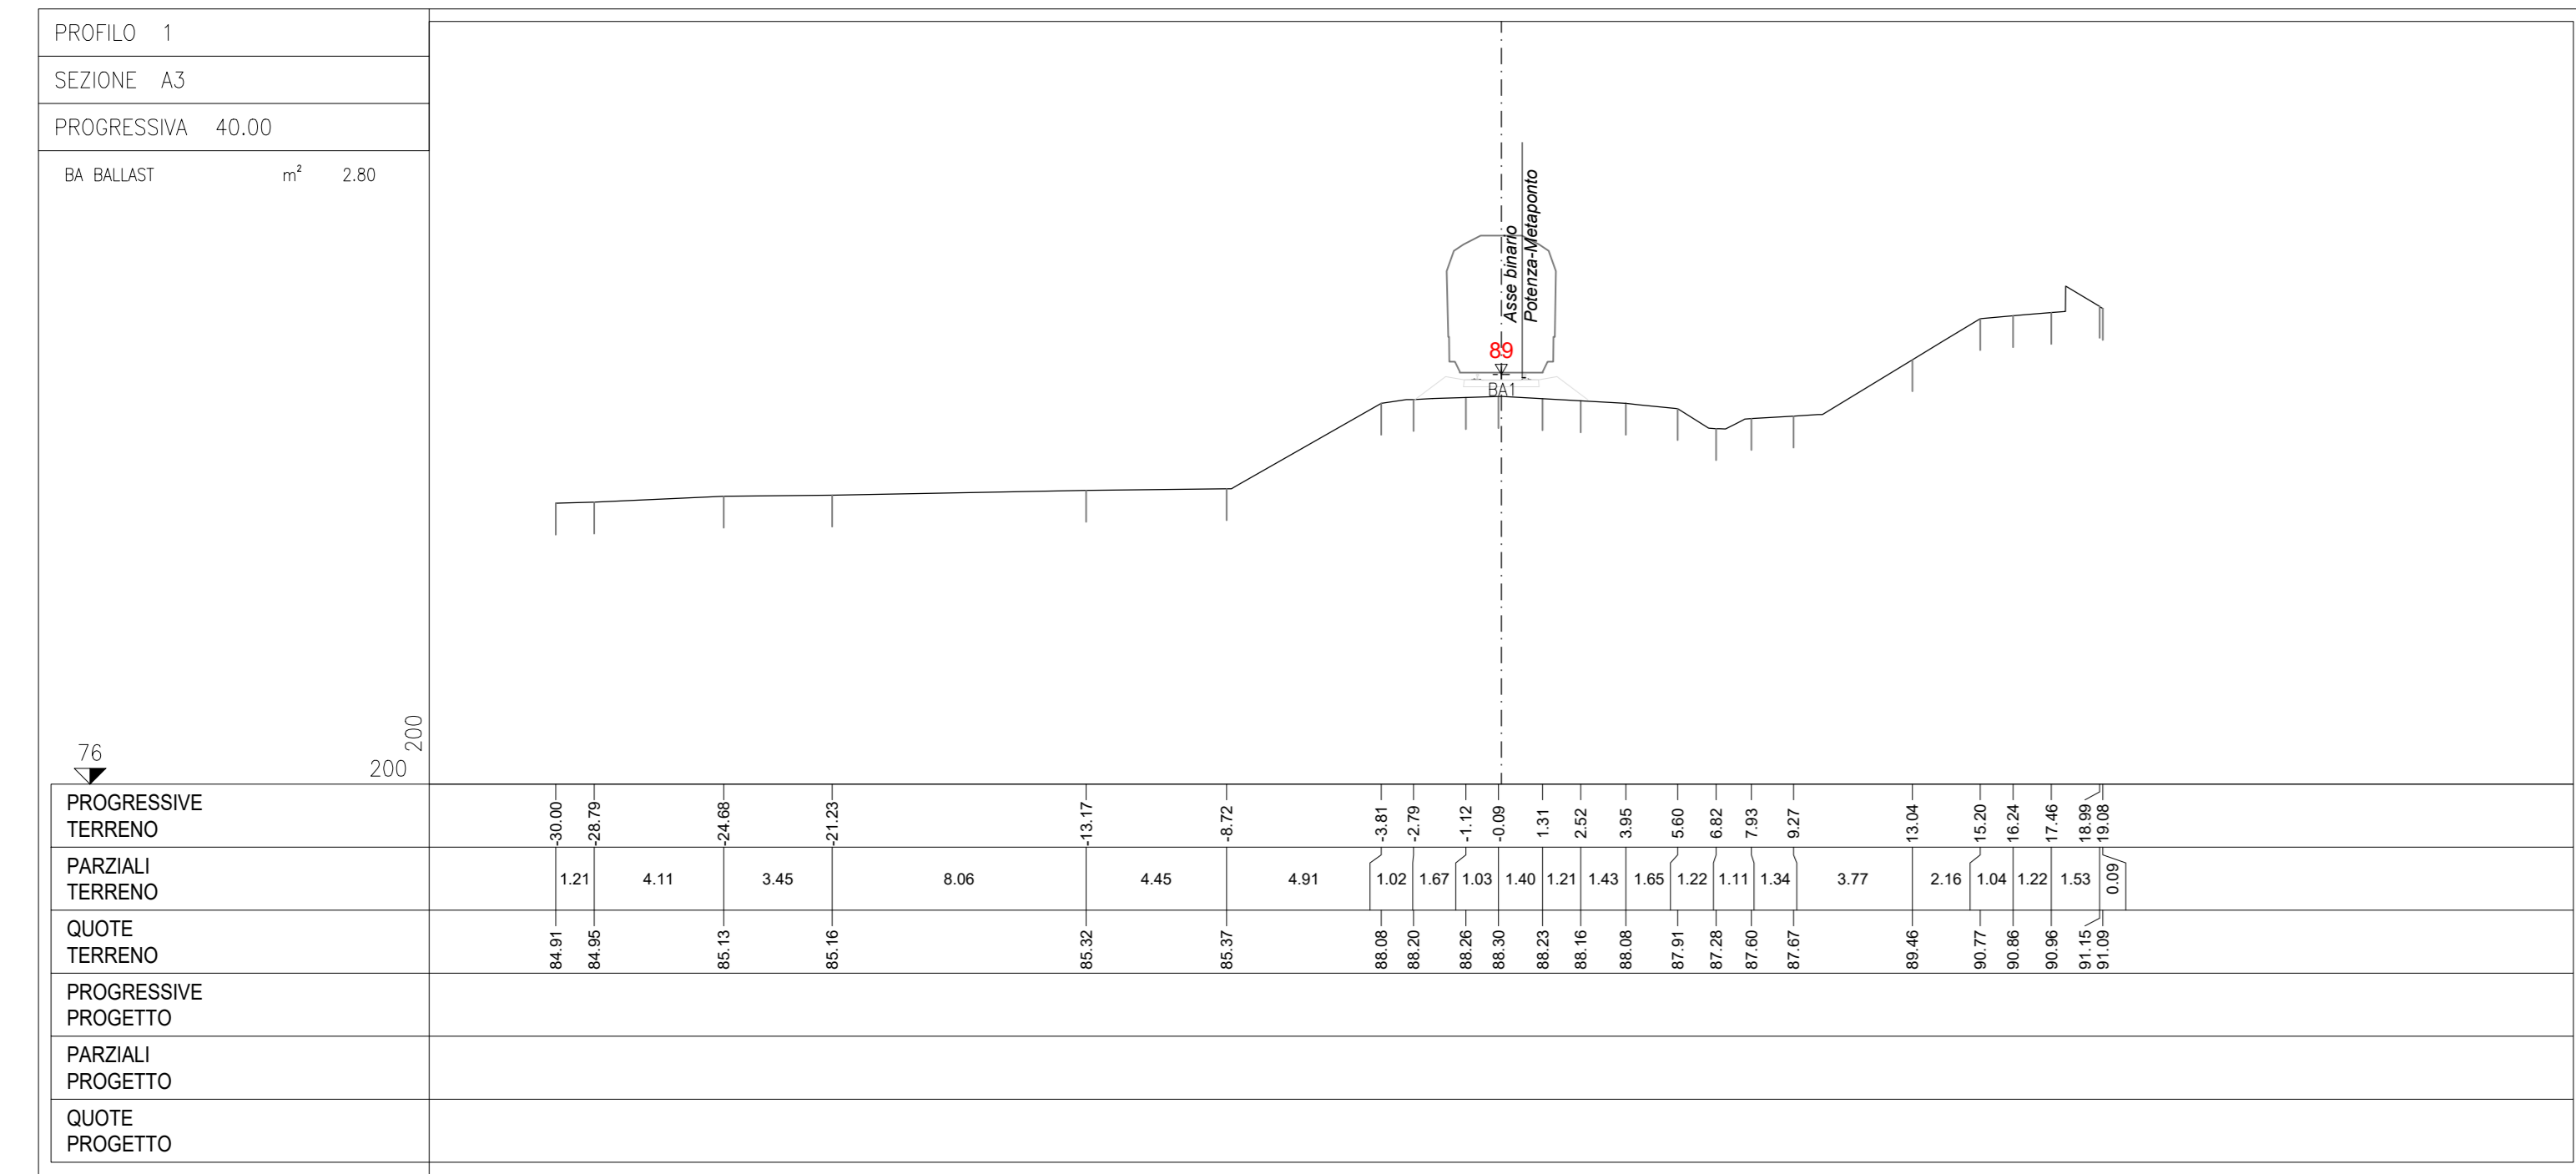 PROFILO 1
SEZIONE A3
PROGRESSIVA 40.00
BA BALLAST m² 2.80
Asse binario
Potenza-Metaponto
89
BA1
76
200
200
PROGRESSIVE
TERRENO
-30.00 -28.79 -24.68 -21.23 -13.17 -8.72 -3.81 -2.79 -1.12 -0.09 1.31 2.52 3.95 5.60 6.82 7.93 9.27 13.04 15.20 16.24 17.46 18.99 19.08
PARZIALI
TERRENO
1.21 4.11 3.45 8.06 4.45 4.91 1.02 1.67 1.03 1.40 1.21 1.43 1.65 1.22 1.11 1.34 3.77 2.16 1.04 1.22 1.53 0.09
QUOTE
TERRENO
84.91 84.95 85.13 85.16 85.32 85.37 88.08 88.20 88.26 88.30 88.23 88.16 88.08 87.91 87.28 87.60 87.67 89.46 90.77 90.86 90.96 91.15 91.09
PROGRESSIVE
PROGETTO
PARZIALI
PROGETTO
QUOTE
PROGETTO